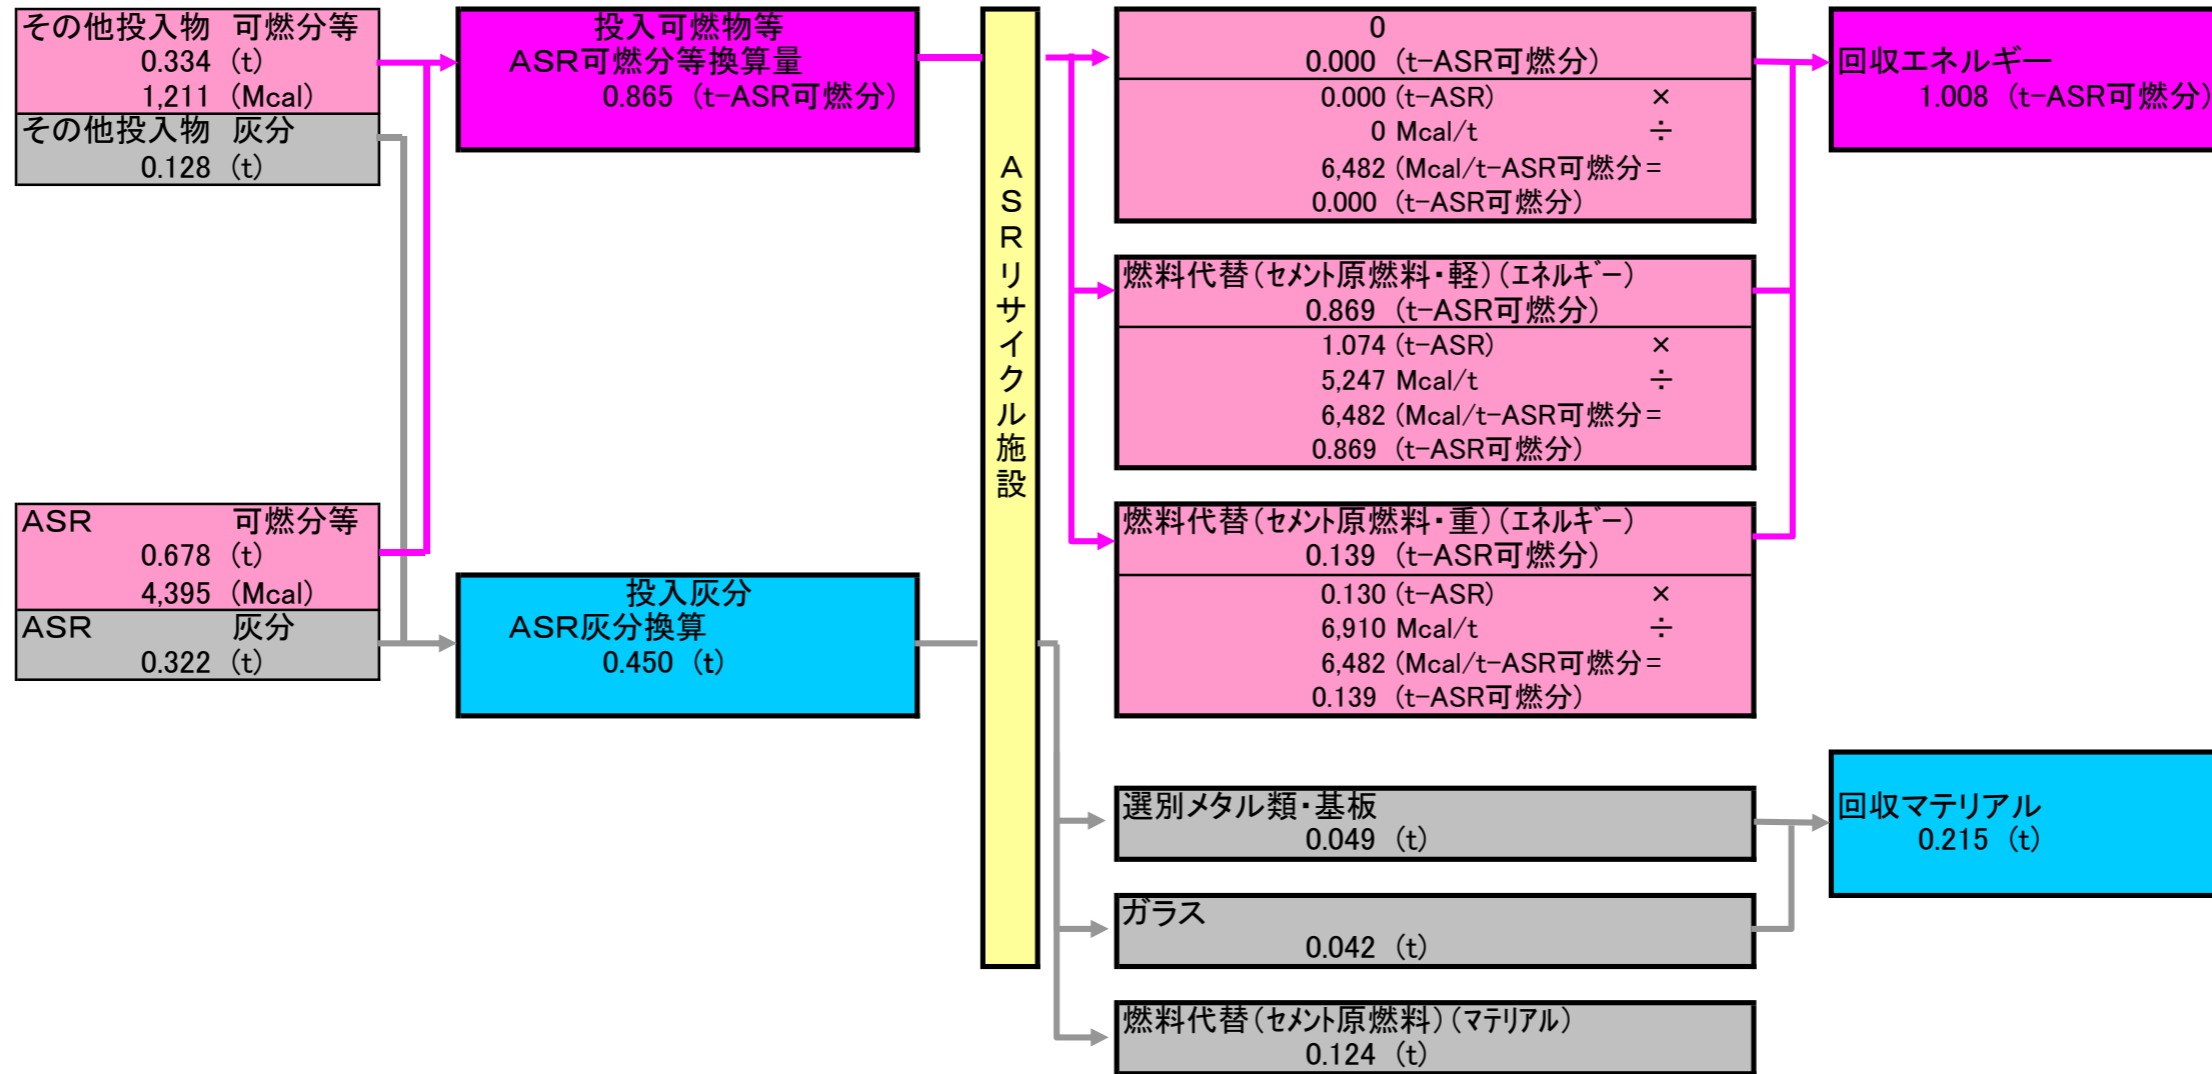 その他投入物 可燃分等
0.334 (t)
1,211 (Mcal)
その他投入物 灰分
0.128 (t)
ASR 可燃分等
0.678 (t)
4,395 (Mcal)
ASR 灰分
0.322 (t)
投入可燃物等
ASR可燃分等換算量
0.865 (t-ASR可燃分)
投入灰分
ASR灰分換算
0.450 (t)
ASRリサイクル施設
0
0.000 (t-ASR可燃分)
0.000 (t-ASR) ×
0 Mcal/t ÷
6,482 (Mcal/t-ASR可燃分=
0.000 (t-ASR可燃分)
燃料代替(ｾﾒﾝﾄ原燃料・軽)(ｴﾈﾙｷﾞｰ)
0.869 (t-ASR可燃分)
1.074 (t-ASR) ×
5,247 Mcal/t ÷
6,482 (Mcal/t-ASR可燃分=
0.869 (t-ASR可燃分)
燃料代替(ｾﾒﾝﾄ原燃料・重)(ｴﾈﾙｷﾞｰ)
0.139 (t-ASR可燃分)
0.130 (t-ASR) ×
6,910 Mcal/t ÷
6,482 (Mcal/t-ASR可燃分=
0.139 (t-ASR可燃分)
選別メタル類・基板
0.049 (t)
ガラス
0.042 (t)
燃料代替(ｾﾒﾝﾄ原燃料)(ﾏﾃﾘｱﾙ)
0.124 (t)
回収エネルギー
1.008 (t-ASR可燃分)
回収マテリアル
0.215 (t)